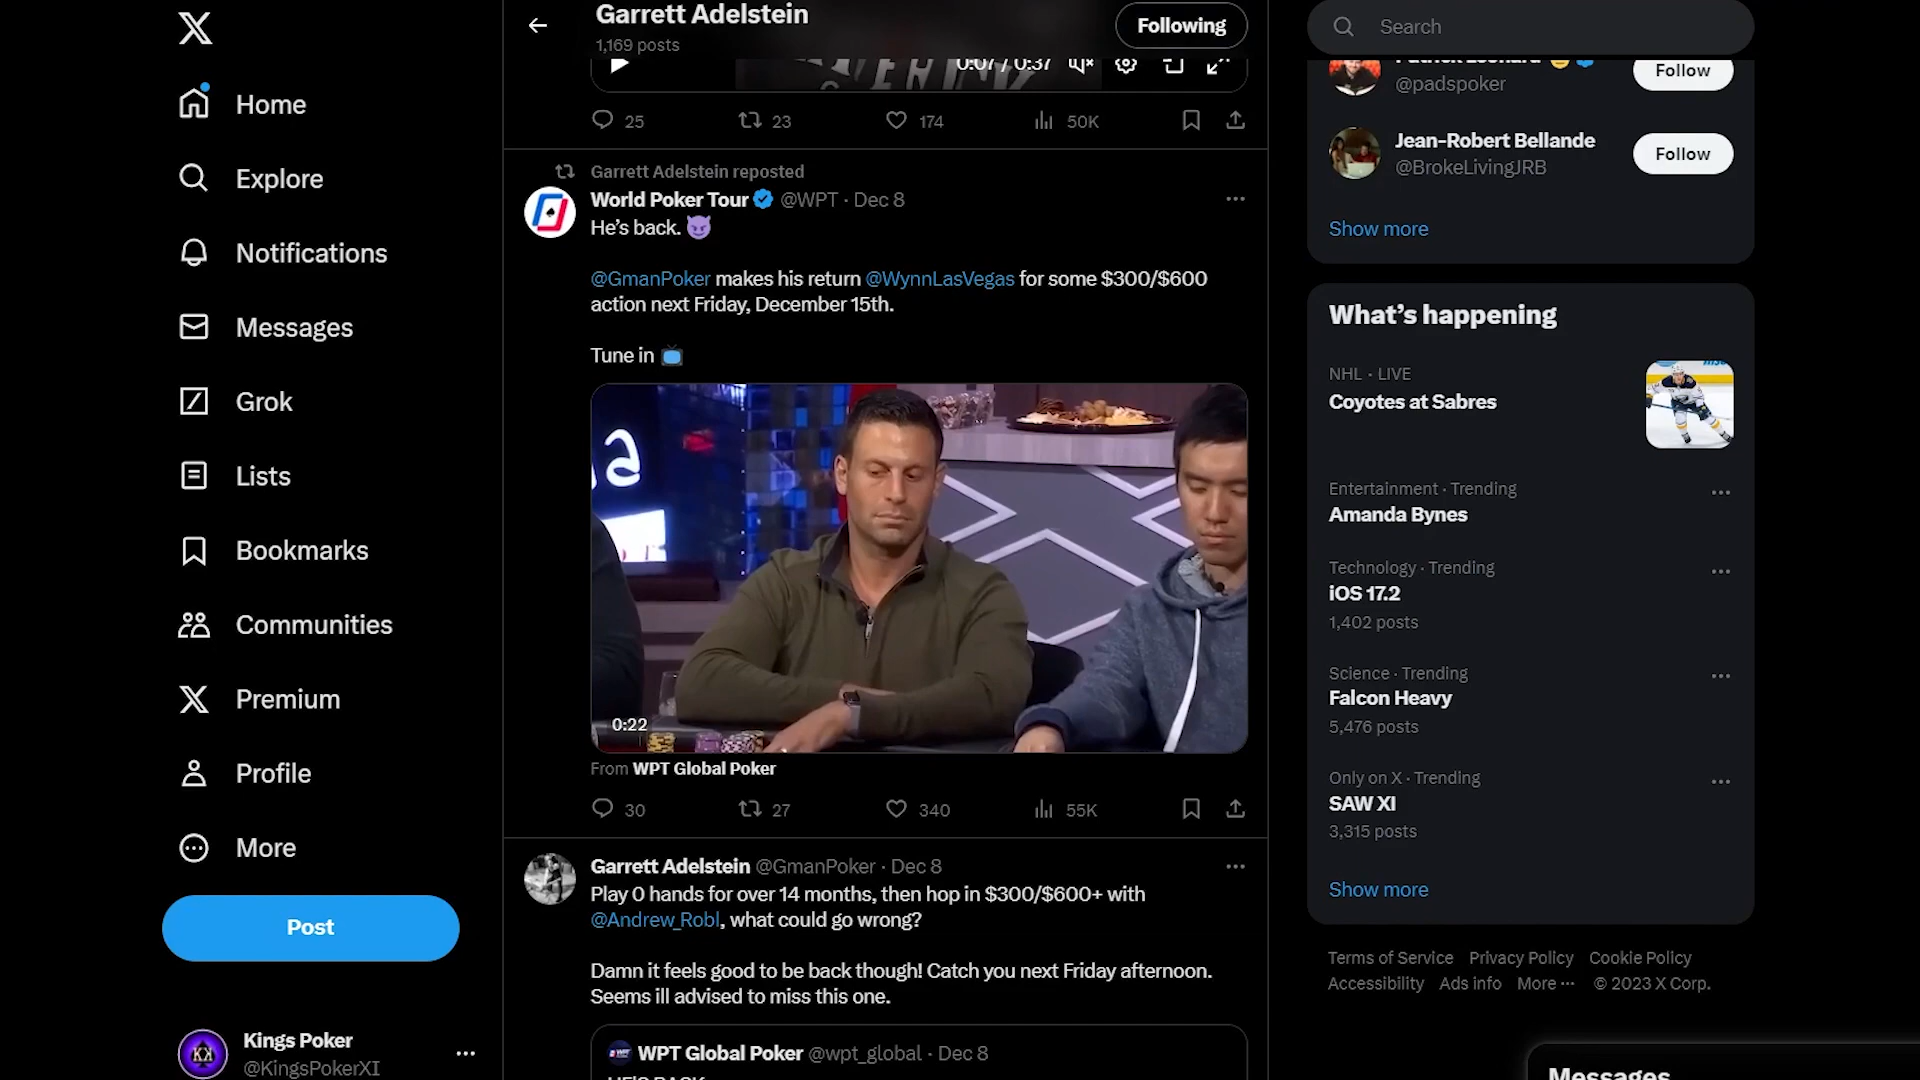 Home
Explore
Notifications
Messages
Grok
Lists
Bookmarks
Communities
Premium
Profile
More
Post
Kings Poker
@KingsPokerXI
Garrett Adelstein
1,169 posts
Following
0:07 / 0:37
25 23 174 50K
Garrett Adelstein reposted
World Poker Tour @WPT · Dec 8
He's back. 😈
@GmanPoker makes his return @WynnLasVegas for some $300/$600
action next Friday, December 15th.
Tune in 📺
0:22
From WPT Global Poker
30 27 340 55K
Garrett Adelstein @GmanPoker · Dec 8
Play 0 hands for over 14 months, then hop in $300/$600+ with
@Andrew_Robl, what could go wrong?
Damn it feels good to be back though! Catch you next Friday afternoon.
Seems ill advised to miss this one.
WPT Global Poker @wpt_global · Dec 8
HE'S BACK
Search
Patrick Leonard
@padspoker
Follow
Jean-Robert Bellande
@BrokeLivingJRB
Follow
Show more
What's happening
NHL · LIVE
Coyotes at Sabres
Entertainment · Trending
Amanda Bynes
Technology · Trending
iOS 17.2
1,402 posts
Science · Trending
Falcon Heavy
5,476 posts
Only on X · Trending
SAW XI
3,315 posts
Show more
Terms of Service Privacy Policy Cookie Policy
Accessibility Ads info More ··· © 2023 X Corp.
Messages